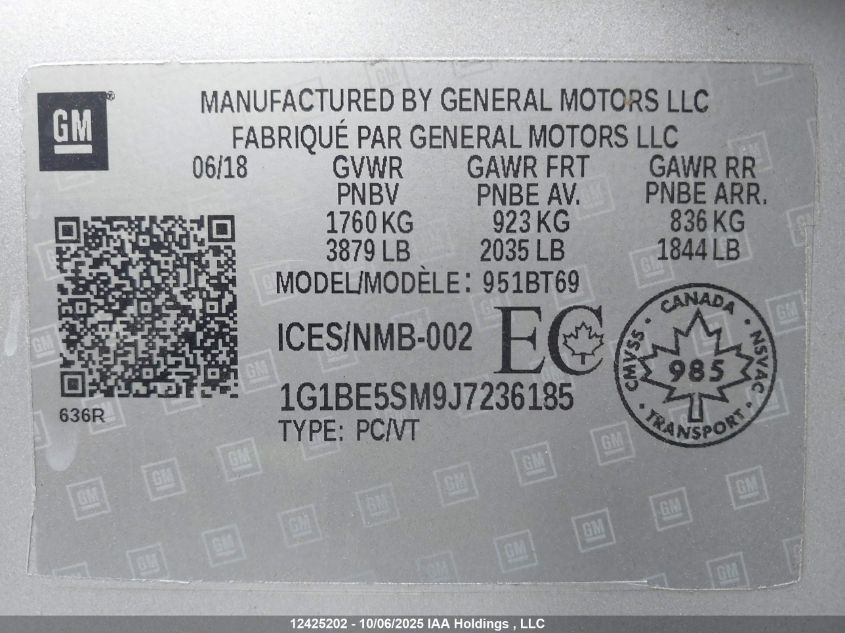 GM
MANUFACTURED BY GENERAL MOTORS LLC
FABRIQUÉ PAR GENERAL MOTORS LLC
06/18 GVWR GAWR FRT GAWR RR
PNBV PNBE AV. PNBE ARR.
1760 KG 923 KG 836 KG
3879 LB 2035 LB 1844 LB
MODEL/MODÈLE: 951BT69
ICES/NMB-002 EC
1G1BE5SM9J7236185
TYPE: PC/VT
636R
CANADA
CMVSS · NSVAC
985
TRANSPORT
12425202 - 10/06/2025 IAA Holdings , LLC